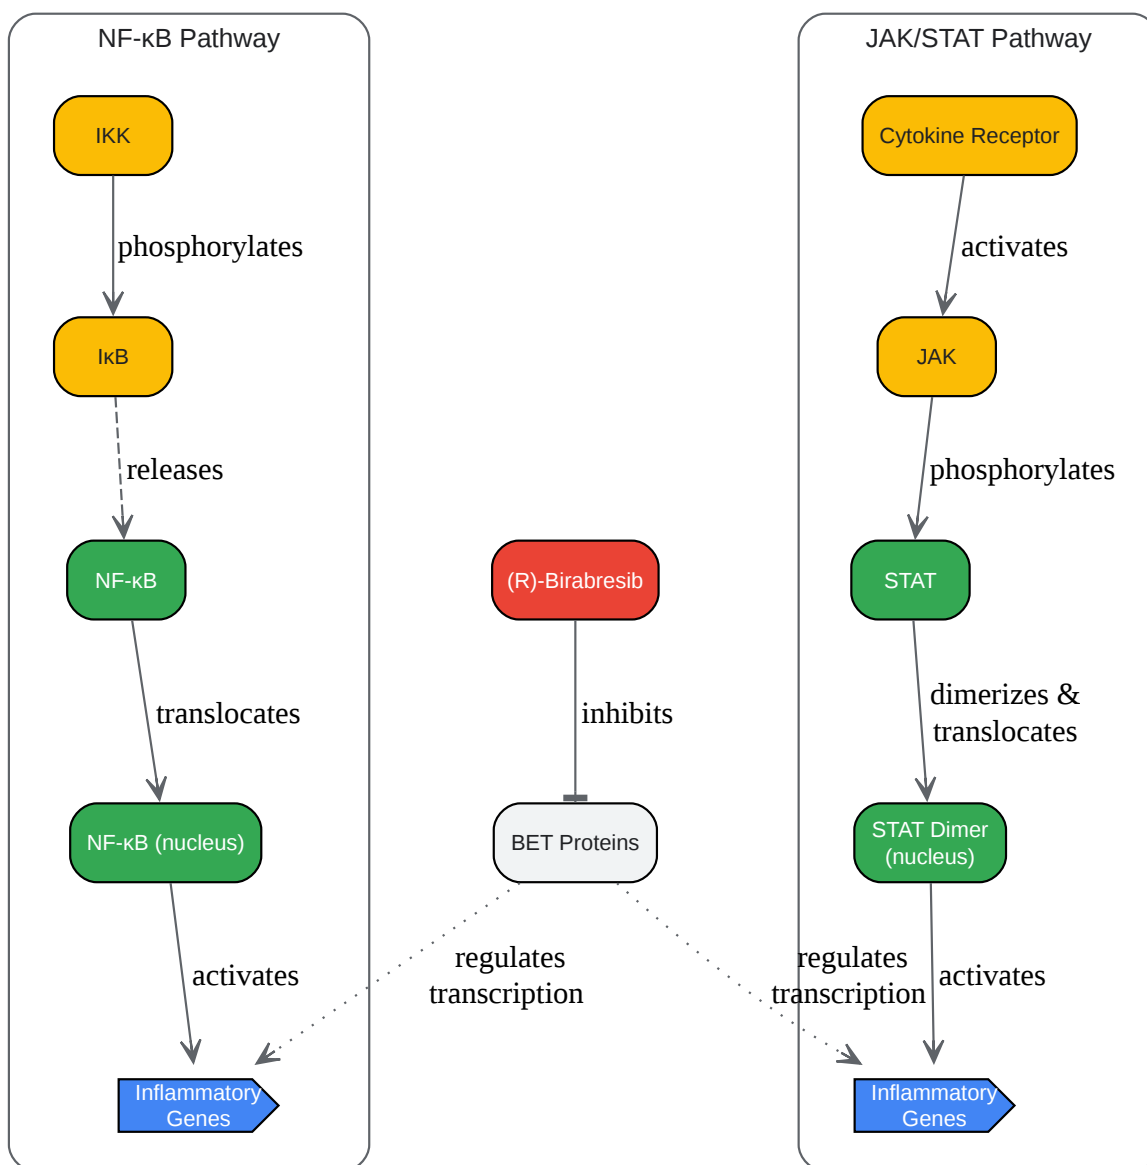 NF-κB Pathway
IKK
phosphorylates
IκB
releases
NF-κB
translocates
NF-κB (nucleus)
activates
Inflammatory
Genes
(R)-Birabresib
inhibits
BET Proteins
regulates
transcription
regulates
transcription
JAK/STAT Pathway
Cytokine Receptor
activates
JAK
phosphorylates
STAT
dimerizes &
translocates
STAT Dimer
(nucleus)
activates
Inflammatory
Genes